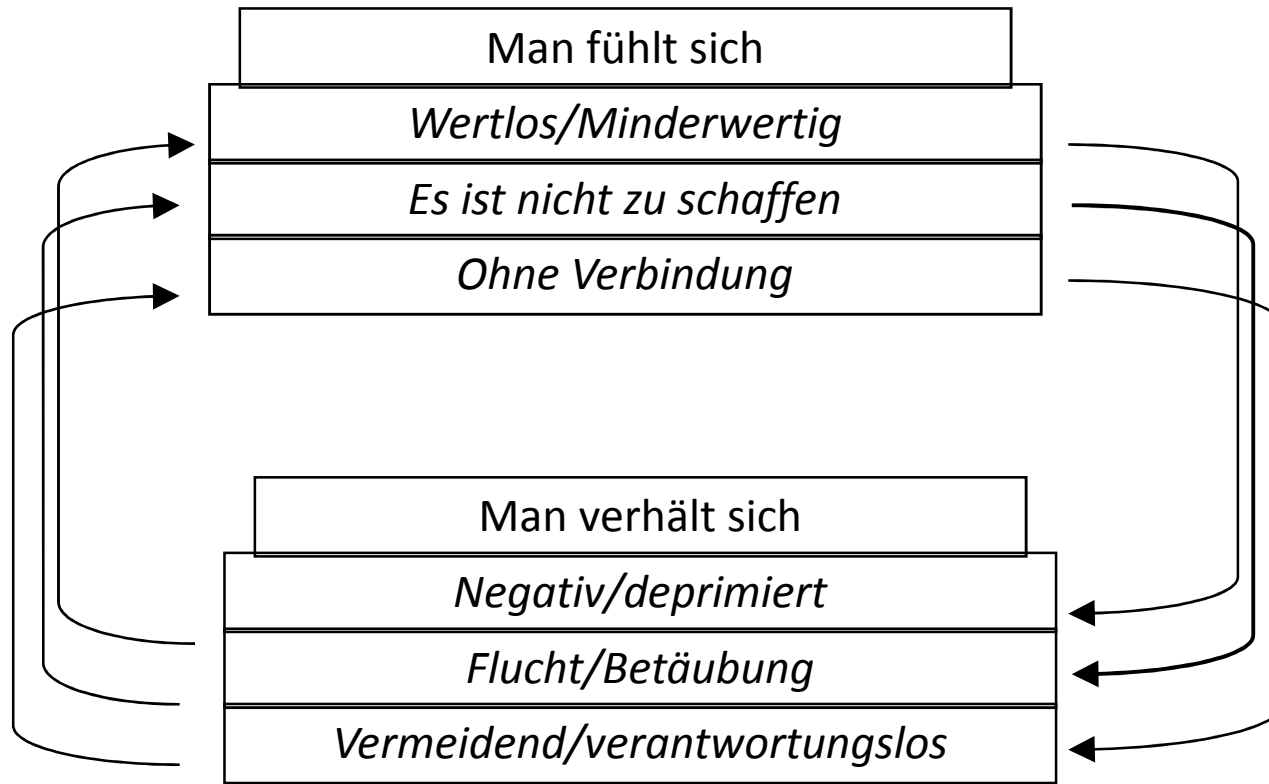 Man fühlt sich
Wertlos/Minderwertig
Es ist nicht zu schaffen
Ohne Verbindung
Man verhält sich
Negativ/deprimiert
Flucht/Betäubung
Vermeidend/verantwortungslos